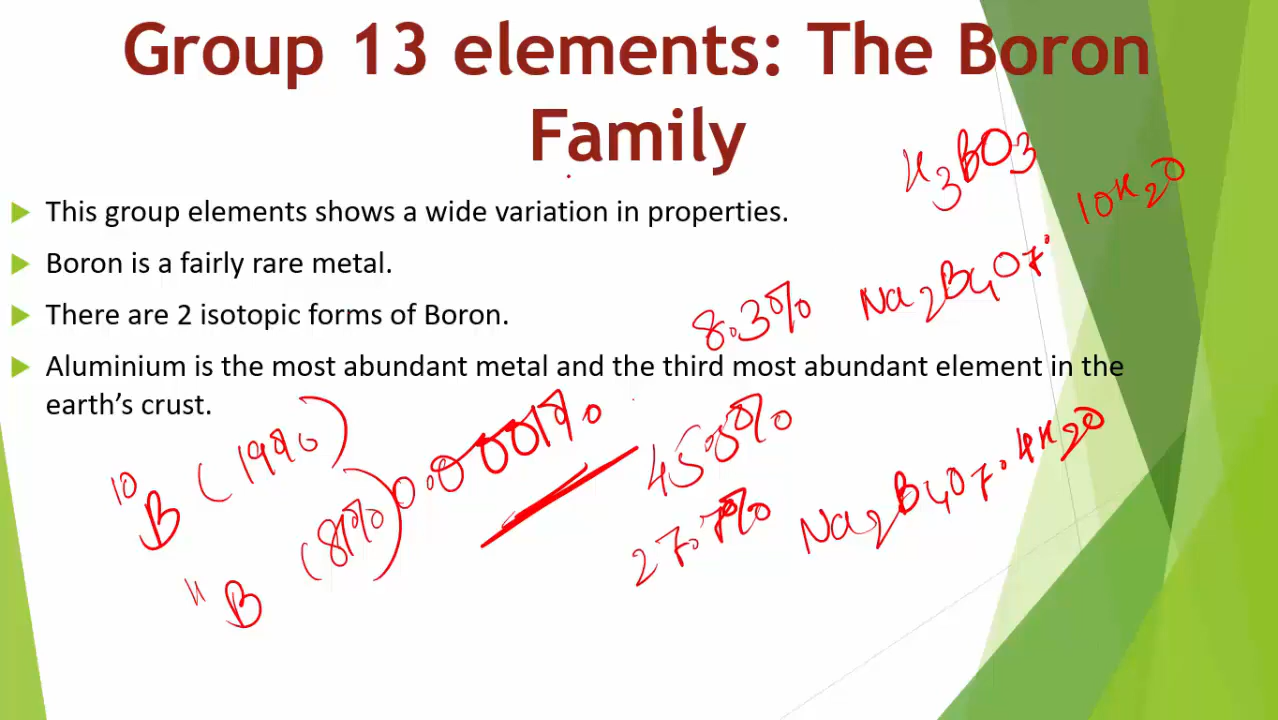 Group 13 elements: The Boron
Family
H3BO3
10H2O
This group elements shows a wide variation in properties.
Boron is a fairly rare metal.
Na2B4O7.
8.3%
There are 2 isotopic forms of Boron.
Aluminium is the most abundant metal and the third most abundant element in the
earth's crust.
10B (19%)
0.0001%
45.5%
Na2B4O7.4H2O
27.7%
11B (81%)